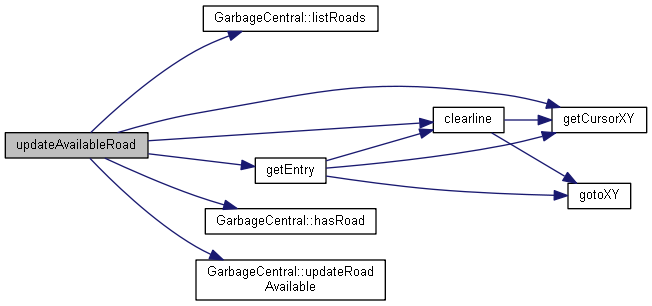 GarbageCentral::listRoads
clearline
getCursorXY
updateAvailableRoad
getEntry
gotoXY
GarbageCentral::hasRoad
GarbageCentral::updateRoad
Available